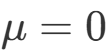 μ = 0